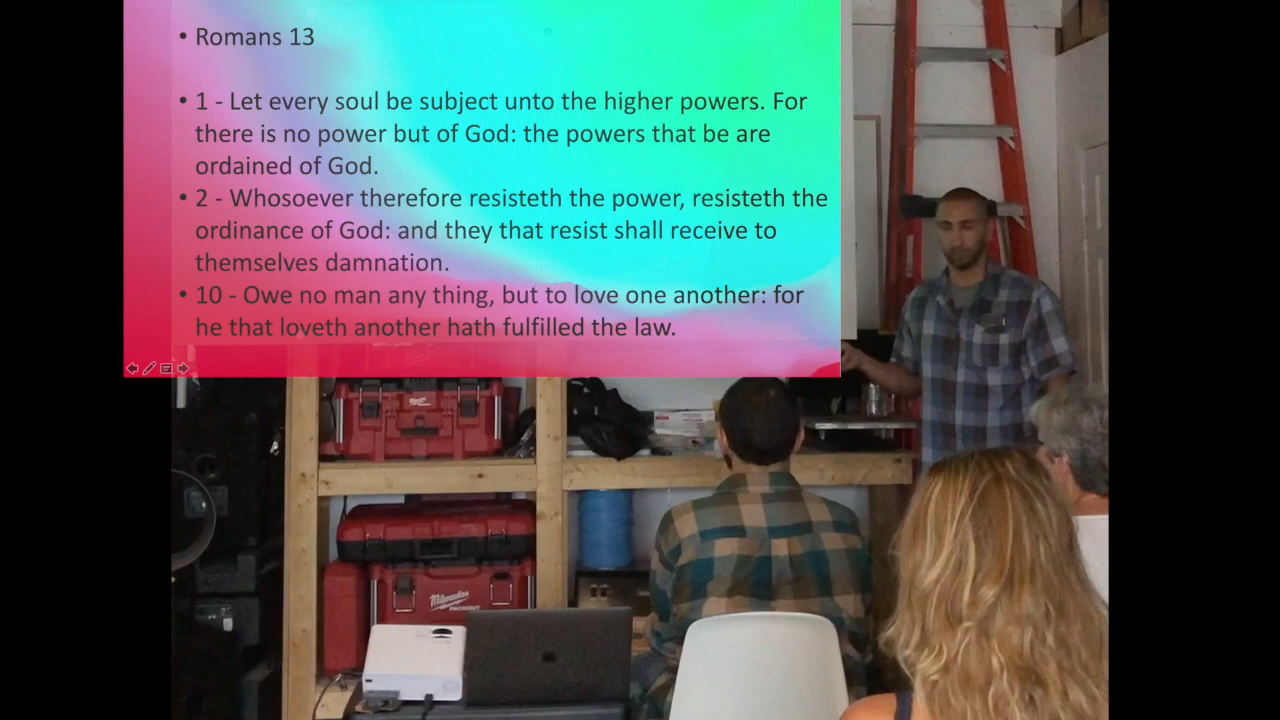 • Romans 13
• 1 - Let every soul be subject unto the higher powers. For
there is no power but of God: the powers that be are
ordained of God.
• 2 - Whosoever therefore resisteth the power, resisteth the
ordinance of God: and they that resist shall receive to
themselves damnation.
• 10 - Owe no man any thing, but to love one another: for
he that loveth another hath fulfilled the law.
Milwaukee
Milwaukee
PACKOUT